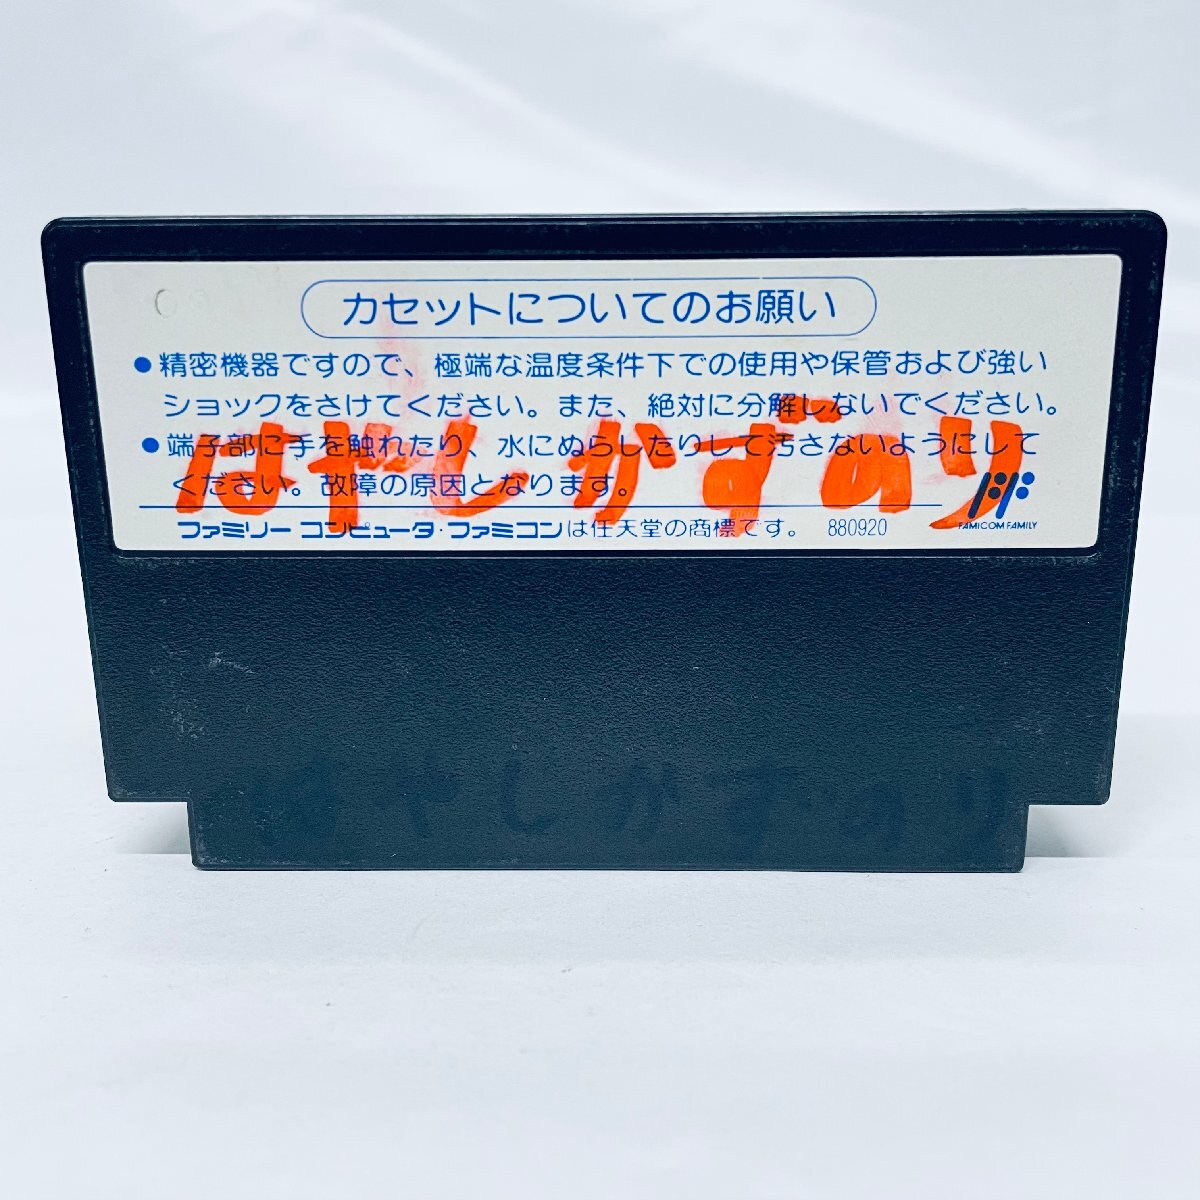 カセットについてのお願い
●精密機器ですので、極端な温度条件下での使用や保管および強い
ショックをさけてください。また、絶対に分解しないでください。
●端子部に手を触れたり、水にぬらしたりして汚さないようにして
ください。故障の原因となります。
はやしかずのり
ファミリー コンピュータ・ファミコンは任天堂の商標です。 880920
FAMICOM FAMILY
はやしかずのり